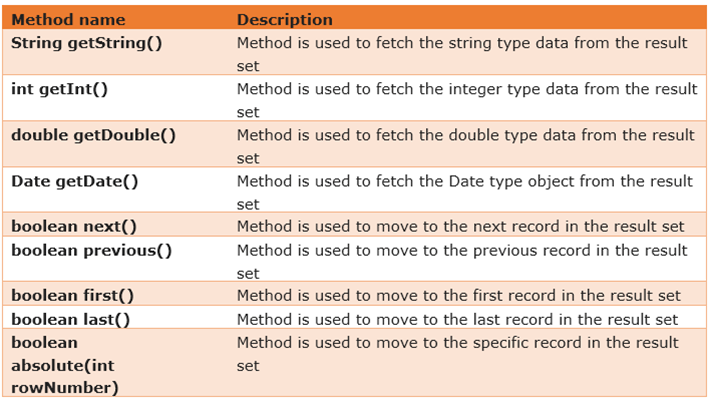 Method name Description
String getString() Method is used to fetch the string type data from the result
set
int getInt() Method is used to fetch the integer type data from the result
set
double getDouble() Method is used to fetch the double type data from the result
set
Date getDate() Method is used to fetch the Date type object from the result
set
boolean next() Method is used to move to the next record in the result set
boolean previous() Method is used to move to the previous record in the result
set
boolean first() Method is used to move to the first record in the result set
boolean last() Method is used to move to the last record in the result set
boolean Method is used to move to the specific record in the result
absolute(int set
rowNumber)